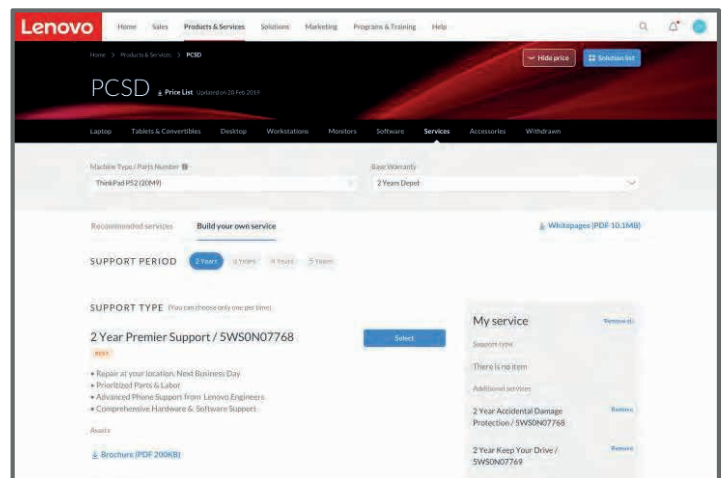 Lenovo
Home Sales Products & Services Solutions Marketing Programs & Training Help
Home > Products & Services > PCSD
Hide price
Solution list
PCSD
Price List Updated on 28 Feb 2019
Laptop Tablets & Convertibles Desktop Workstations Monitors Software Services Accessories Withdrawn
Machine Type / Parts Number
Base Warranty
ThinkPad P52 (20M9)
2 Years Depot
Recommended services Build your own service
Whitepages (PDF 10.1MB)
SUPPORT PERIOD 2 Years 3 Years 4 Years 5 Years
SUPPORT TYPE (You can choose only one per time)
2 Year Premier Support / 5WS0N07768
Select
BEST
• Repair at your location, Next Business Day
• Prioritized Parts & Labor
• Advanced Phone Support from Lenovo Engineers
• Comprehensive Hardware & Software Support
Assets
Brochure (PDF 200KB)
My service
Remove all
Support type
There is no item
Additional services
2 Year Accidental Damage
Protection / 5WS0N07768
Remove
2 Year Keep Your Drive /
5WS0N07769
Remove